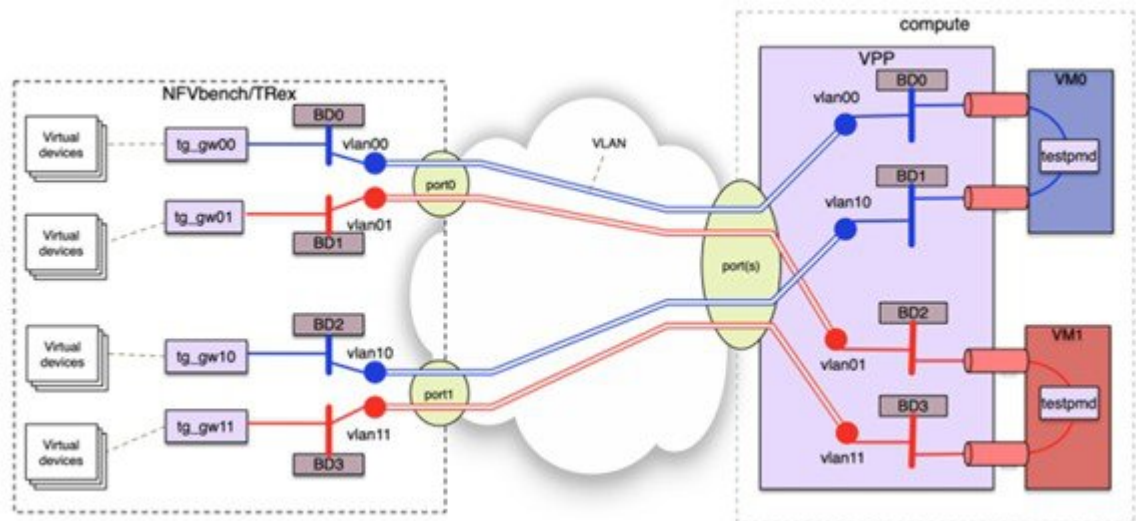 compute
VPP
NFVbench/TRex
BD0
vlan00
VM0
BD0
vlan00
Virtual
devices
tg_gw00
VLAN
testpmd
port0
BD1
vlan10
Virtual
devices
tg_gw01
vlan01
BD1
port(s)
BD2
vlan10
BD2
vlan01
VM1
Virtual
devices
tg_gw10
port1
BD3
testpmd
Virtual
devices
tg_gw11
vlan11
BD3
vlan11